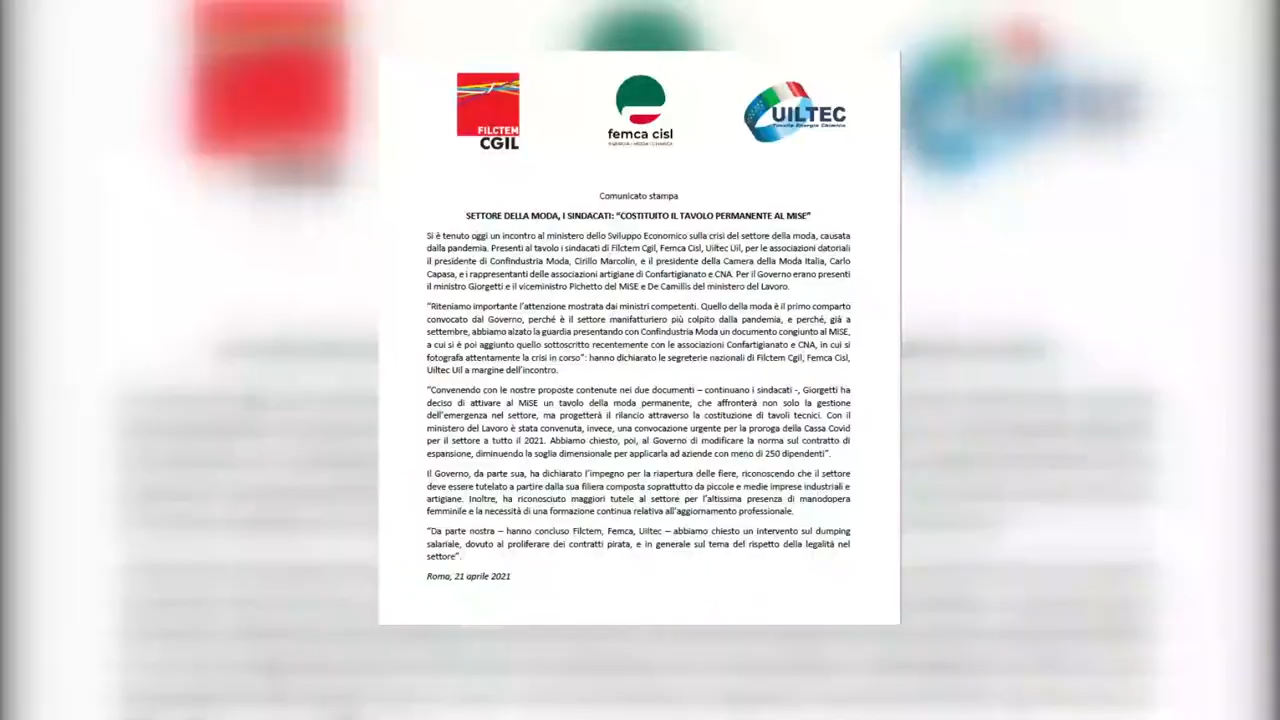 FILCTEM
CGIL
femca cisl
UILTEC
Tessile Energia Chimica
Comunicato stampa
SETTORE DELLA MODA, I SINDACATI: “COSTITUITO IL TAVOLO PERMANENTE AL MISE”
Si è tenuto oggi un incontro al ministero dello Sviluppo Economico sulla crisi del settore della moda, causata
dalla pandemia. Presenti al tavolo i sindacati di Filctem Cgil, Femca Cisl, Uiltec Uil, per le associazioni datoriali
il presidente di Confindustria Moda, Cirillo Marcolin, e il presidente della Camera della Moda Italia, Carlo
Capasa, e i rappresentanti delle associazioni artigiane di Confartigianato e CNA. Per il Governo erano presenti
il ministro Giorgetti e il viceministro Pichetto del MiSE e De Camillis del ministero del Lavoro.
“Riteniamo importante l’attenzione mostrata dai ministri competenti. Quello della moda è il primo comparto
convocato dal Governo, perché è il settore manifatturiero più colpito dalla pandemia, e perché, già a
settembre, abbiamo alzato la guardia presentando con Confindustria Moda un documento congiunto al MiSE,
a cui si è poi aggiunto quello sottoscritto recentemente con le associazioni Confartigianato e CNA, in cui si
fotografa attentamente la crisi in corso”: hanno dichiarato le segreterie nazionali di Filctem Cgil, Femca Cisl,
Uiltec Uil a margine dell’incontro.
“Convenendo con le nostre proposte contenute nei due documenti – continuano i sindacati -, Giorgetti ha
deciso di attivare al MiSE un tavolo della moda permanente, che affronterà non solo la gestione
dell’emergenza nel settore, ma progetterà il rilancio attraverso la costituzione di tavoli tecnici. Con il
ministero del Lavoro è stata convenuta, invece, una convocazione urgente per la proroga della Cassa Covid
per il settore a tutto il 2021. Abbiamo chiesto, poi, al Governo di modificare la norma sul contratto di
espansione, diminuendo la soglia dimensionale per applicarla ad aziende con meno di 250 dipendenti”.
Il Governo, da parte sua, ha dichiarato l’impegno per la riapertura delle fiere, riconoscendo che il settore
deve essere tutelato a partire dalla sua filiera composta soprattutto da piccole e medie imprese industriali e
artigiane. Inoltre, ha riconosciuto maggiori tutele al settore per l’altissima presenza di manodopera
femminile e la necessità di una formazione continua relativa all’aggiornamento professionale.
“Da parte nostra – hanno concluso Filctem, Femca, Uiltec – abbiamo chiesto un intervento sul dumping
salariale, dovuto al proliferare dei contratti pirata, e in generale sul tema del rispetto della legalità nel
settore”.
Roma, 21 aprile 2021